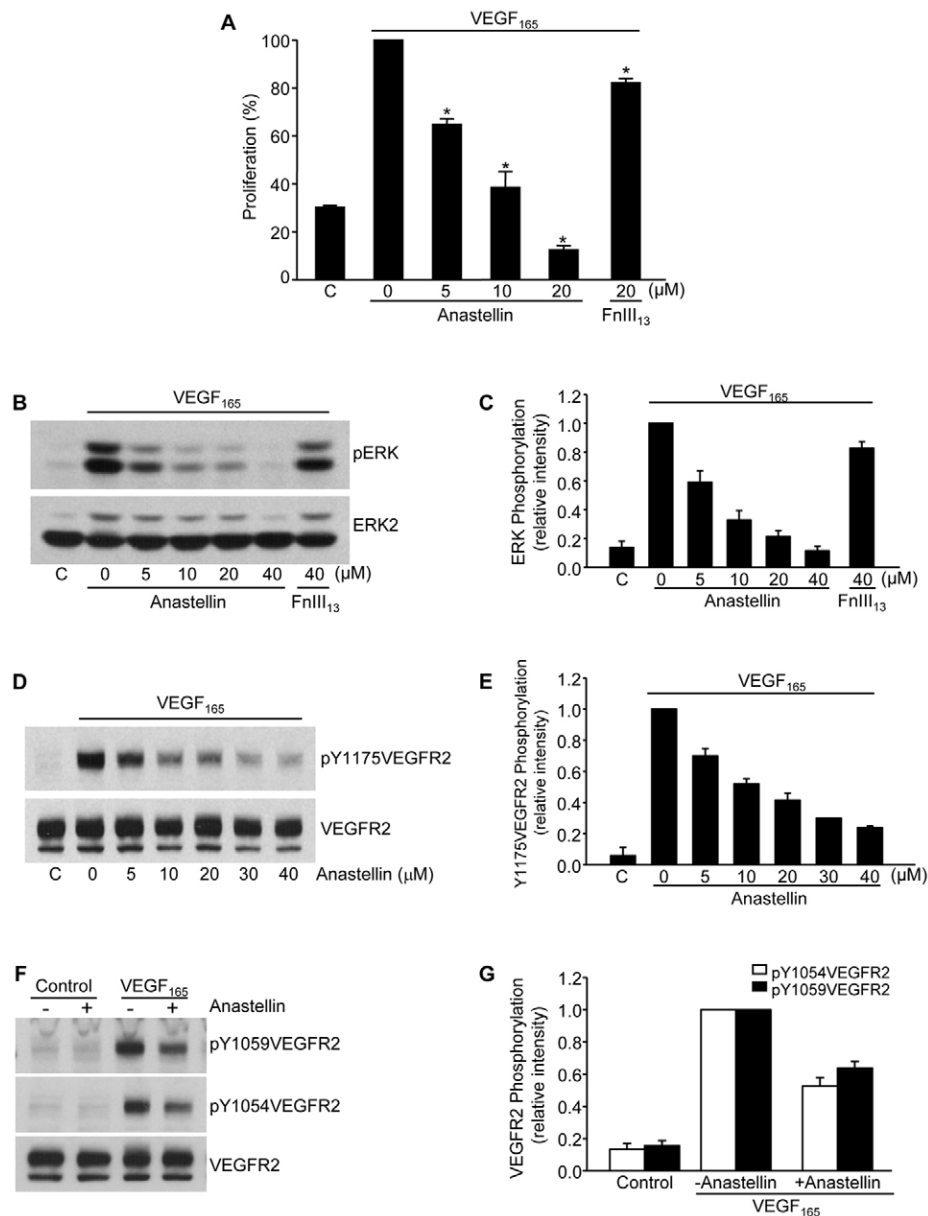 A
VEGF165
Proliferation (%)
100
80
60
40
20
0
*
*
*
*
C 0 5 10 20 20 (µM)
Anastellin FnIII13
B
VEGF165
pERK
ERK2
C 0 5 10 20 40 40 (µM)
Anastellin FnIII13
C
VEGF165
ERK Phosphorylation
(relative intensity)
1.2
1.0
0.8
0.6
0.4
0.2
0.0
C 0 5 10 20 40 40 (µM)
Anastellin FnIII13
D
VEGF165
pY1175VEGFR2
VEGFR2
C 0 5 10 20 30 40 Anastellin (µM)
E
VEGF165
Y1175VEGFR2 Phosphorylation
(relative intensity)
1.2
1.0
0.8
0.6
0.4
0.2
0.0
C 0 5 10 20 30 40 (µM)
Anastellin
F
Control VEGF165
- + - + Anastellin
pY1059VEGFR2
pY1054VEGFR2
VEGFR2
G
pY1054VEGFR2
pY1059VEGFR2
VEGFR2 Phosphorylation
(relative intensity)
1.2
1.0
0.8
0.6
0.4
0.2
0.0
Control -Anastellin +Anastellin
VEGF165